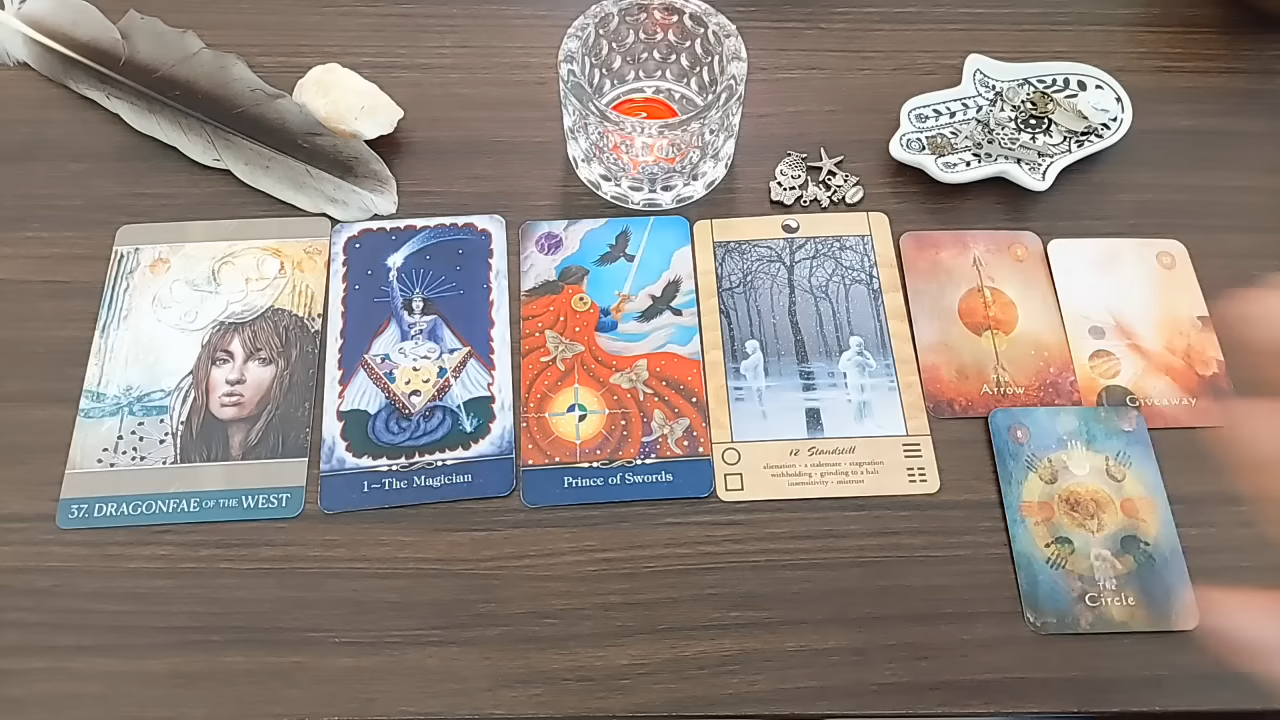 37. DRAGONFAE OF THE WEST
1~The Magician
Prince of Swords
12 Standstill
alienation • a stalemate • stagnation
withholding • grinding to a halt
insensitivity • mistrust
The
Arrow
Giveaway
The
Circle